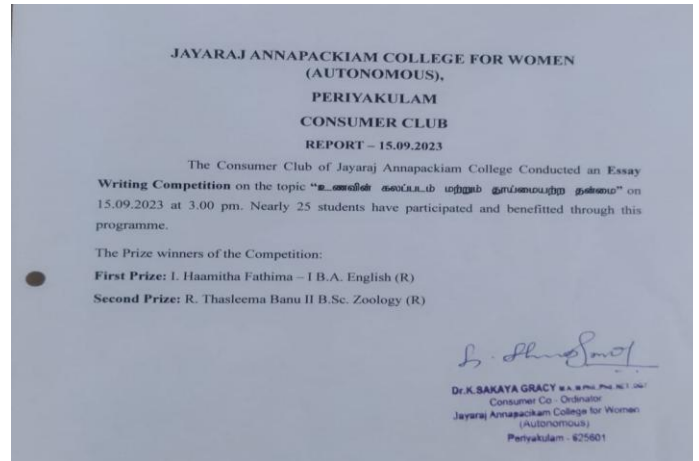 JAYARAJ ANNAPACKIAM COLLEGE FOR WOMEN
(AUTONOMOUS),
PERIYAKULAM
CONSUMER CLUB
REPORT – 15.09.2023
The Consumer Club of Jayaraj Annapackiam College Conducted an Essay
Writing Competition on the topic “உணவின் கலப்படம் மற்றும் தூய்மையற்ற தன்மை” on
15.09.2023 at 3.00 pm. Nearly 25 students have participated and benefitted through this
programme.
The Prize winners of the Competition:
First Prize: I. Haamitha Fathima – I B.A. English (R)
Second Prize: R. Thasleema Banu II B.Sc. Zoology (R)
Dr.K.SAKAYA GRACY
Consumer Co - Ordinator
Jayaraj Annapacikam College for Women
(Autonomous)
Periyakulam - 625601